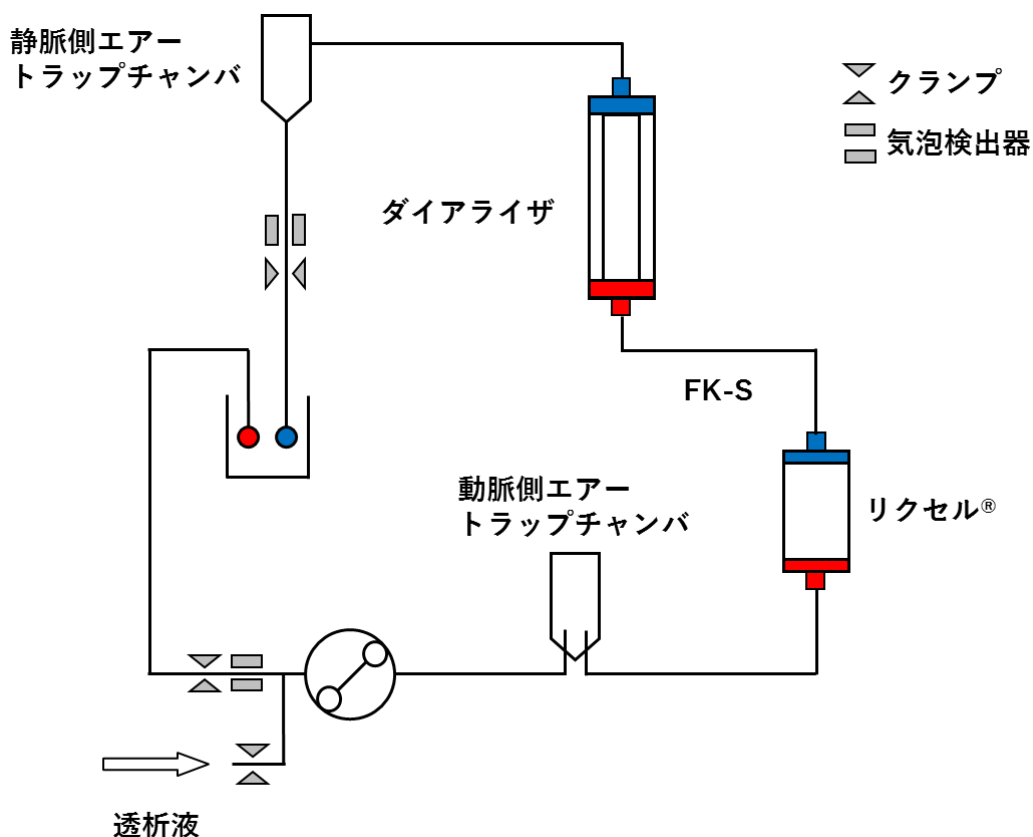 静脈側エアー
トラップチャンバ
クランプ
気泡検出器
ダイアライザ
FK-S
動脈側エアー
トラップチャンバ
リクセル®
透析液